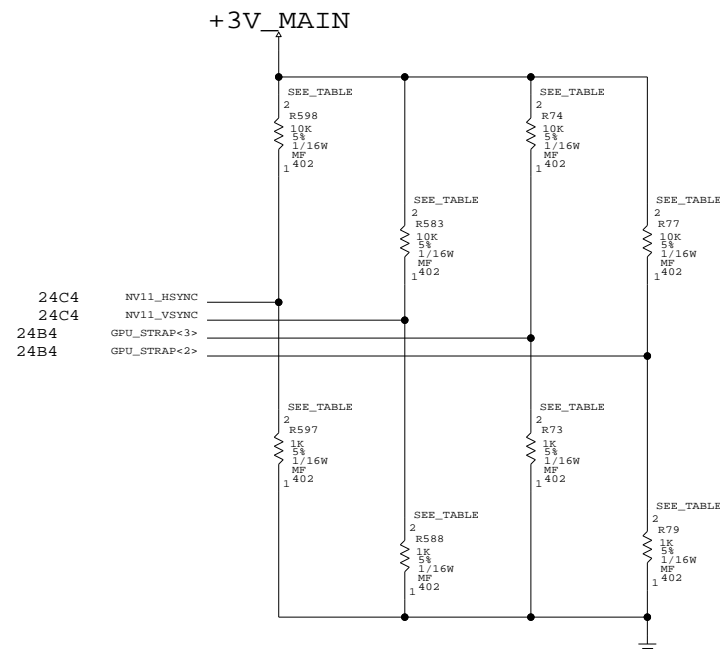 +3V_MAIN
SEE_TABLE
2
R598
10K
5%
1/16W
MF
402
1
SEE_TABLE
2
R74
10K
5%
1/16W
MF
402
1
SEE_TABLE
2
R583
10K
5%
1/16W
MF
402
1
SEE_TABLE
2
R77
10K
5%
1/16W
MF
402
1
24C4 NV11_HSYNC
24C4 NV11_VSYNC
24B4 GPU_STRAP<3>
24B4 GPU_STRAP<2>
SEE_TABLE
2
R597
1K
5%
1/16W
MF
402
1
SEE_TABLE
2
R73
1K
5%
1/16W
MF
402
1
SEE_TABLE
2
R588
1K
5%
1/16W
MF
402
1
SEE_TABLE
2
R79
1K
5%
1/16W
MF
402
1